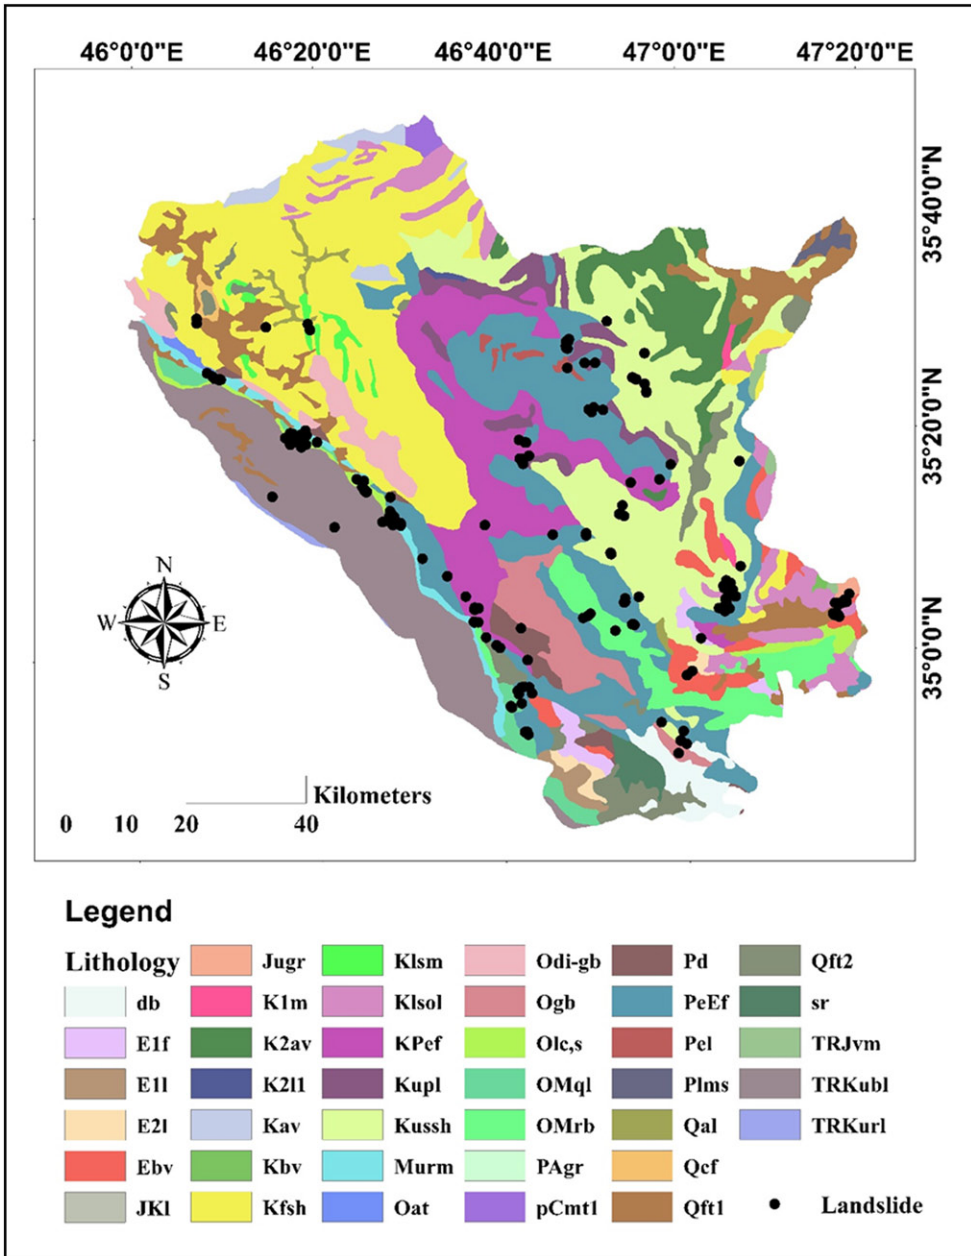 46°0'0"E 46°20'0"E 46°40'0"E 47°0'0"E 47°20'0"E
35°40'0"N
35°20'0"N
35°0'0"N
N
W E
S
Kilometers
0 10 20 40
Legend
Lithology
db
E1f
E1l
E2l
Ebv
JKl
Jugr
K1m
K2av
K2l1
Kav
Kbv
Kfsh
Klsm
Klsol
KPef
Kupl
Kussh
Murm
Oat
Odi-gb
Ogb
Olc,s
OMql
OMrb
PAgr
pCmt1
Pd
PeEf
Pel
Plms
Qal
Qcf
Qft1
Qft2
sr
TRJvm
TRKubl
TRKurl
Landslide